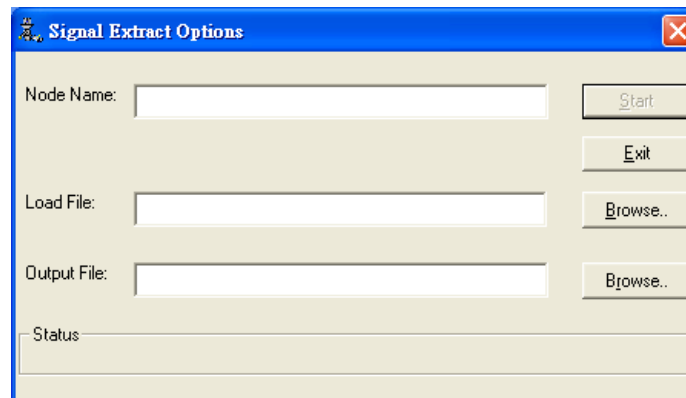 Signal Extract Options
Node Name:
Start
Exit
Load File:
Browse..
Output File:
Browse..
Status